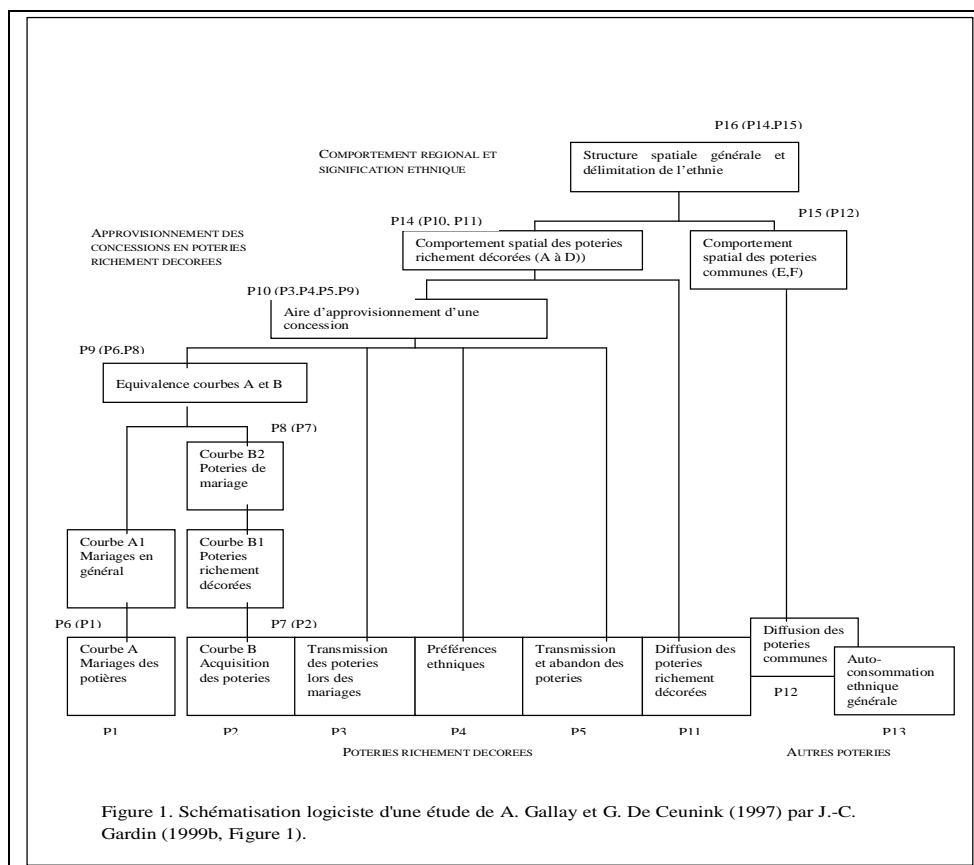 P16 (P14.P15)
COMPORTEMENT REGIONAL ET
SIGNIFICATION ETHNIQUE
Structure spatiale générale et
délimitation de l'ethnie
P15 (P12)
P14 (P10, P11)
APPROVISIONNEMENT DES
CONCESSIONS EN POTERIES
RICHEMENT DECOREES
Comportement spatial des poteries
richement décorées (A à D))
Comportement
spatial des poteries
communes (E,F)
P10 (P3.P4.P5.P9)
Aire d'approvisionnement d'une
concession
P9 (P6.P8)
Equivalence courbes A et B
P8 (P7)
Courbe B2
Poteries de
mariage
Courbe A1
Mariages en
général
Courbe B1
Poteries
richement
décorées
P6 (P1)
P7 (P2)
Courbe A
Mariages des
potières
Courbe B
Acquisition
des poteries
Transmission
des poteries
lors des
mariages
Préférences
ethniques
Transmission
et abandon des
poteries
Diffusion des
poteries
richement
décorées
Diffusion des
poteries
communes
Auto-
consommation
ethnique
générale
P12
P1
P2
P3
P4
P5
P11
P13
POTERIES RICHEMENT DECOREES
AUTRES POTERIES
Figure 1. Schématisation logiciste d'une étude de A. Gallay et G. De Ceunink (1997) par J.-C.
Gardin (1999b, Figure 1).